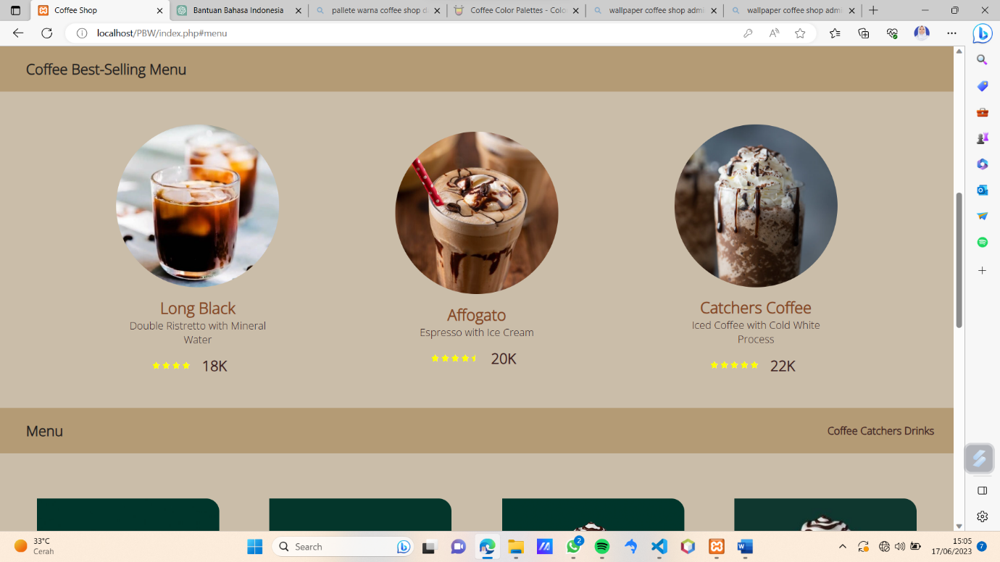 Coffee Shop
Bantuan Bahasa Indonesia
pallete warna coffee shop d
Coffee Color Palettes - Colo
wallpaper coffee shop admi
wallpaper coffee shop admi
localhost/PBW/index.php#menu
Coffee Best-Selling Menu
Long Black
Double Ristretto with Mineral
Water
18K
Affogato
Espresso with Ice Cream
20K
Catchers Coffee
Iced Coffee with Cold White
Process
22K
Menu
Coffee Catchers Drinks
33°C
Cerah
Search
2
15:05
17/06/2023
7